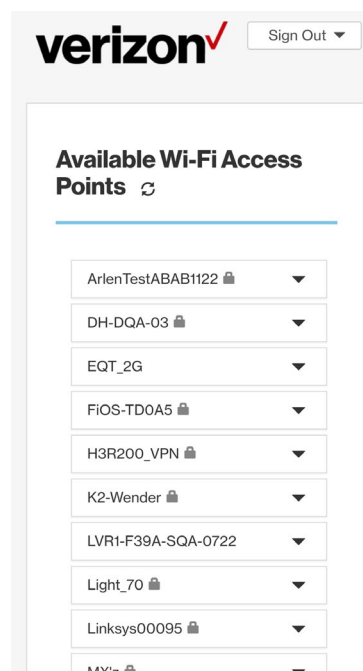 verizon
Sign Out
Available Wi-Fi Access
Points
ArlenTestABAB1122
DH-DQA-03
EQT_2G
FiOS-TD0A5
H3R200_VPN
K2-Wender
LVR1-F39A-SQA-0722
Light_70
Linksys00095